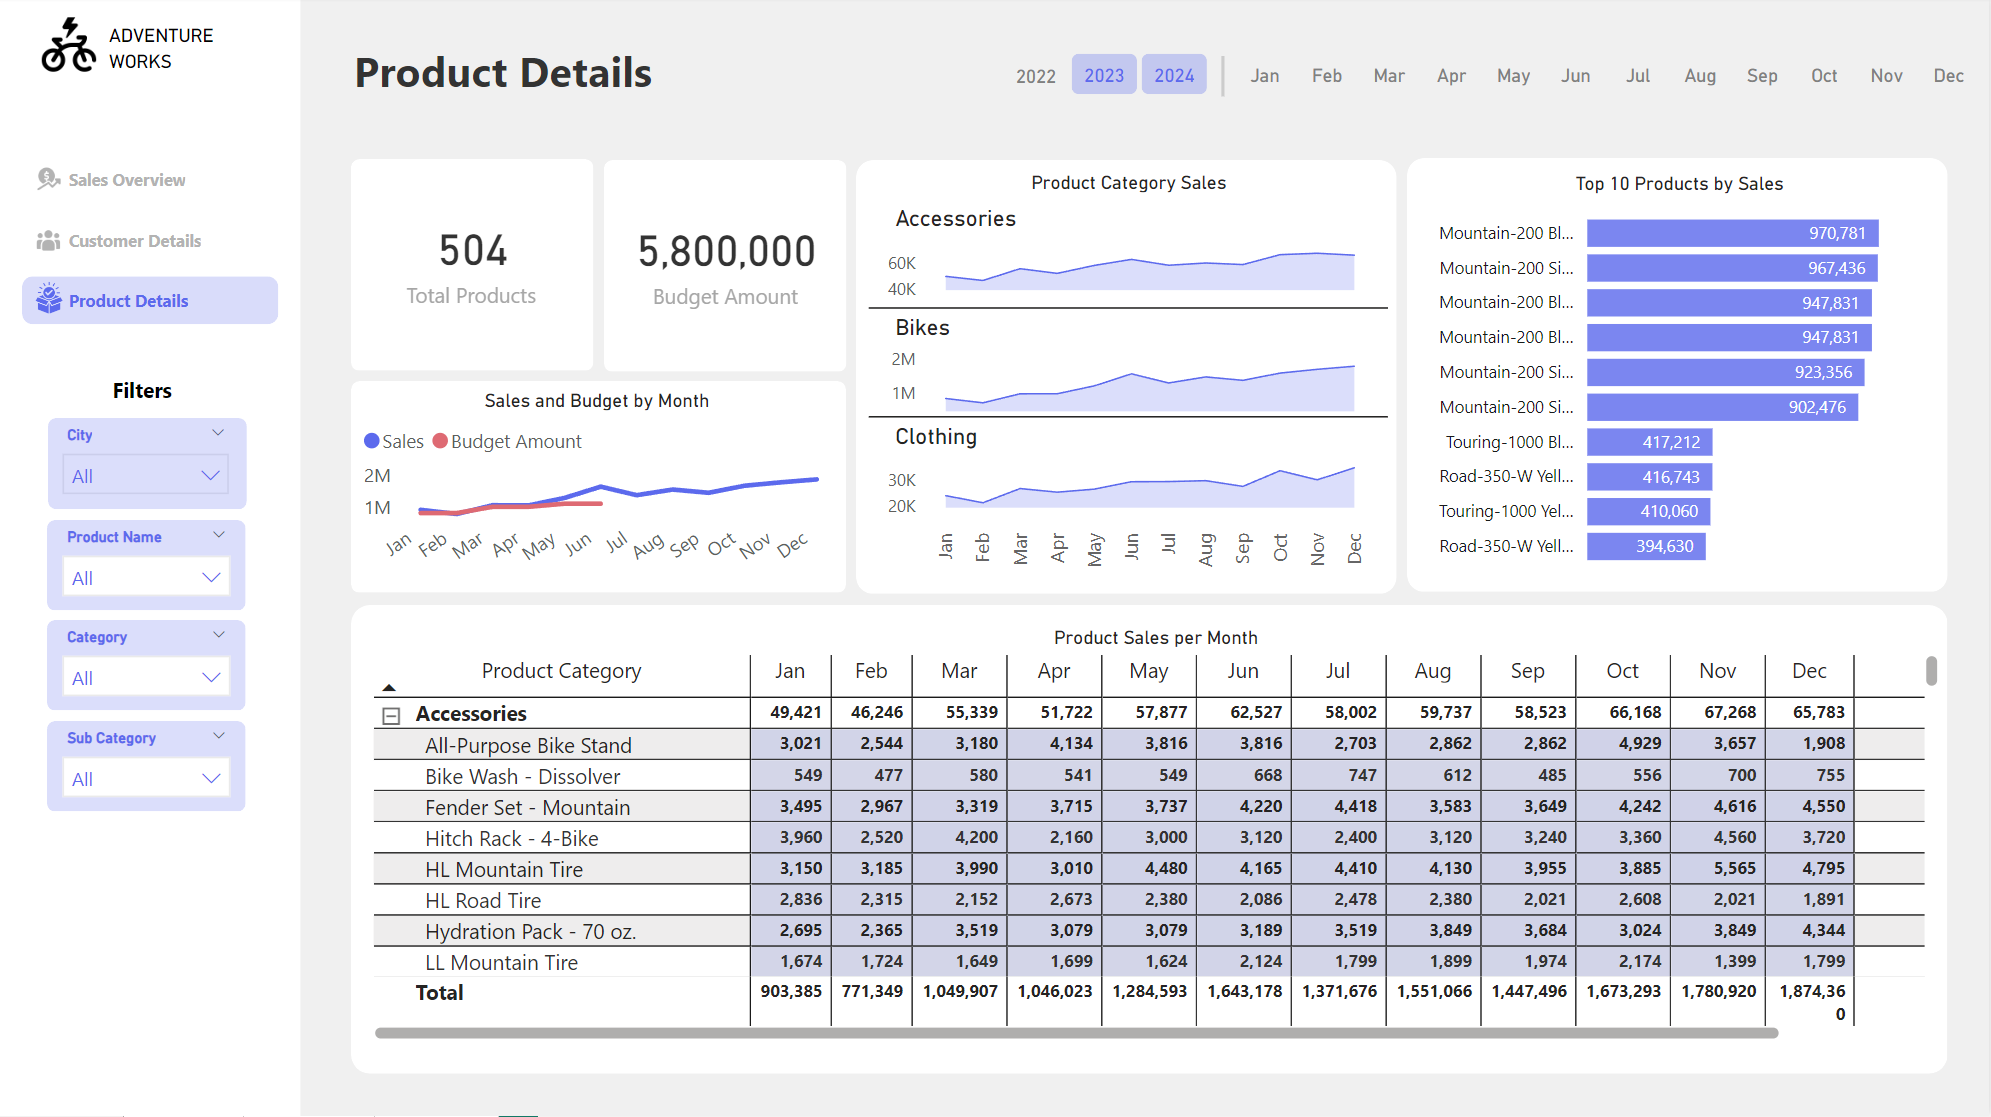 ADVENTURE
WORKS
Product Details
2022 2023 2024 Jan Feb Mar Apr May Jun Jul Aug Sep Oct Nov Dec
Sales Overview
Customer Details
Product Details
Filters
City
All
Product Name
All
Category
All
Sub Category
All
504
Total Products
5,800,000
Budget Amount
Sales and Budget by Month
Sales Budget Amount
2M
1M
Jan Feb Mar Apr May Jun Jul Aug Sep Oct Nov Dec
Product Category Sales
Accessories
60K
40K
Bikes
2M
1M
Clothing
30K
20K
Jan Feb Mar Apr May Jun Jul Aug Sep Oct Nov Dec
Top 10 Products by Sales
Mountain-200 Bl... 970,781
Mountain-200 Si... 967,436
Mountain-200 Bl... 947,831
Mountain-200 Bl... 947,831
Mountain-200 Si... 923,356
Mountain-200 Si... 902,476
Touring-1000 Bl... 417,212
Road-350-W Yell... 416,743
Touring-1000 Yel... 410,060
Road-350-W Yell... 394,630
Product Sales per Month
Product Category Jan Feb Mar Apr May Jun Jul Aug Sep Oct Nov Dec
Accessories 49,421 46,246 55,339 51,722 57,877 62,527 58,002 59,737 58,523 66,168 67,268 65,783
All-Purpose Bike Stand 3,021 2,544 3,180 4,134 3,816 3,816 2,703 2,862 2,862 4,929 3,657 1,908
Bike Wash - Dissolver 549 477 580 541 549 668 747 612 485 556 700 755
Fender Set - Mountain 3,495 2,967 3,319 3,715 3,737 4,220 4,418 3,583 3,649 4,242 4,616 4,550
Hitch Rack - 4-Bike 3,960 2,520 4,200 2,160 3,000 3,120 2,400 3,120 3,240 3,360 4,560 3,720
HL Mountain Tire 3,150 3,185 3,990 3,010 4,480 4,165 4,410 4,130 3,955 3,885 5,565 4,795
HL Road Tire 2,836 2,315 2,152 2,673 2,380 2,086 2,478 2,380 2,021 2,608 2,021 1,891
Hydration Pack - 70 oz. 2,695 2,365 3,519 3,079 3,079 3,189 3,519 3,849 3,684 3,024 3,849 4,344
LL Mountain Tire 1,674 1,724 1,649 1,699 1,624 2,124 1,799 1,899 1,974 2,174 1,399 1,799
Total 903,385 771,349 1,049,907 1,046,023 1,284,593 1,643,178 1,371,676 1,551,066 1,447,496 1,673,293 1,780,920 1,874,36
0